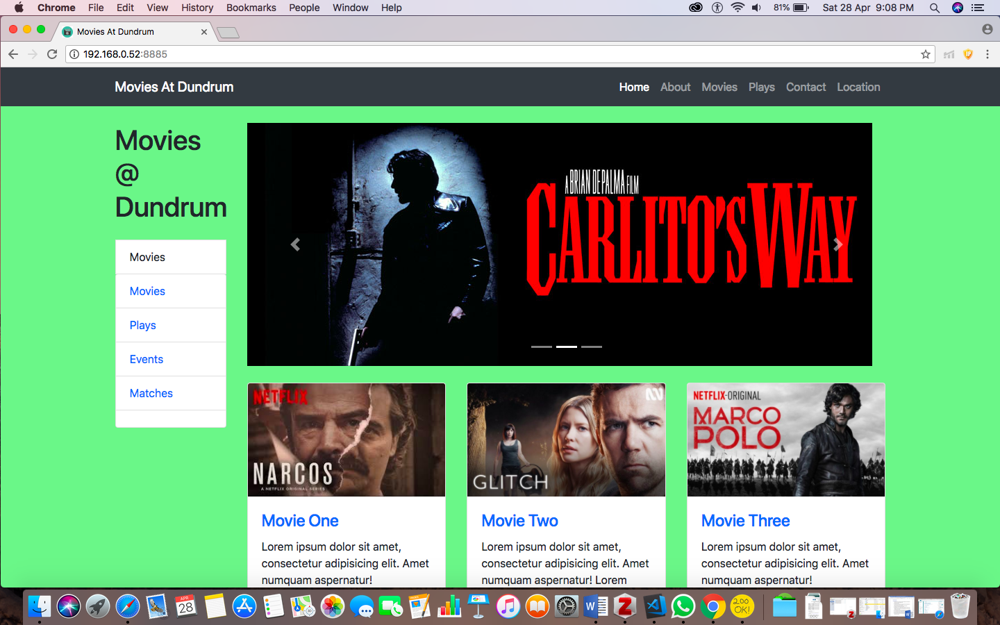 Chrome File Edit View History Bookmarks People Window Help 81% Sat 28 Apr 9:08 PM
Movies At Dundrum
192.168.0.52:8885
Movies At Dundrum Home About Movies Plays Contact Location
Movies
@
Dundrum
Movies
Movies
Plays
Events
Matches
A BRIAN DE PALMA FILM
CARLITO'S WAY
NETFLIX
NARCOS
A NETFLIX ORIGINAL SERIES
GLITCH
NETFLIX-ORIGINAL
MARCO
POLO
Movie One
Lorem ipsum dolor sit amet,
consectetur adipisicing elit. Amet
numquam aspernatur!
Movie Two
Lorem ipsum dolor sit amet,
consectetur adipisicing elit. Amet
numquam aspernatur! Lorem
Movie Three
Lorem ipsum dolor sit amet,
consectetur adipisicing elit. Amet
numquam aspernatur!
APR
28
2:00
OK!